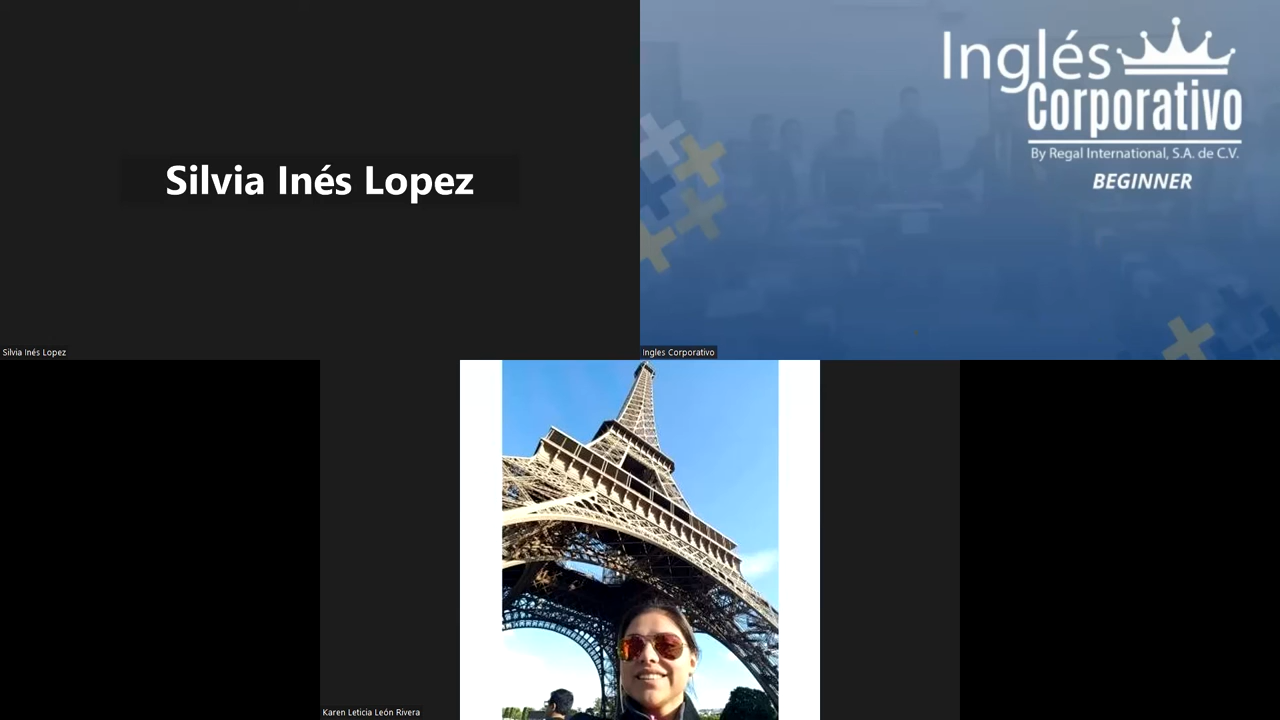 Silvia Inés Lopez
Silvia Inés Lopez
Inglés
Corporativo
By Regal International, S.A. de C.V.
BEGINNER
Ingles Corporativo
Karen Leticia León Rivera